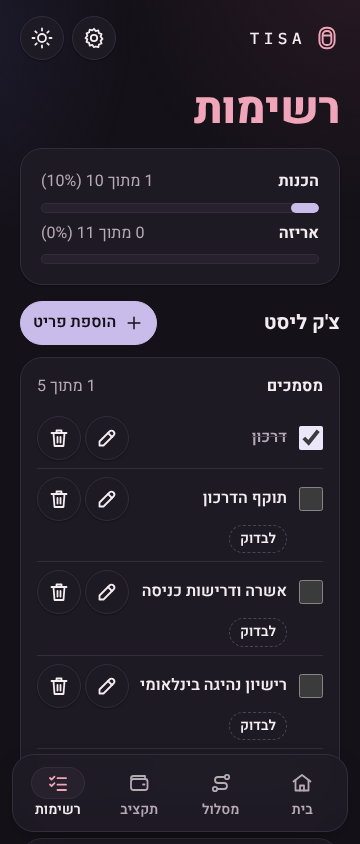 TISA
רשימות
הכנות 1 מתוך 10 (10%)
אריזה 0 מתוך 11 (0%)
צ'ק ליסט
הוספת פריט
מסמכים 1 מתוך 5
דרכון
תוקף הדרכון
לבדוק
אשרה ודרישות כניסה
לבדוק
רישיון נהיגה בינלאומי
לבדוק
בית מסלול תקציב רשימות